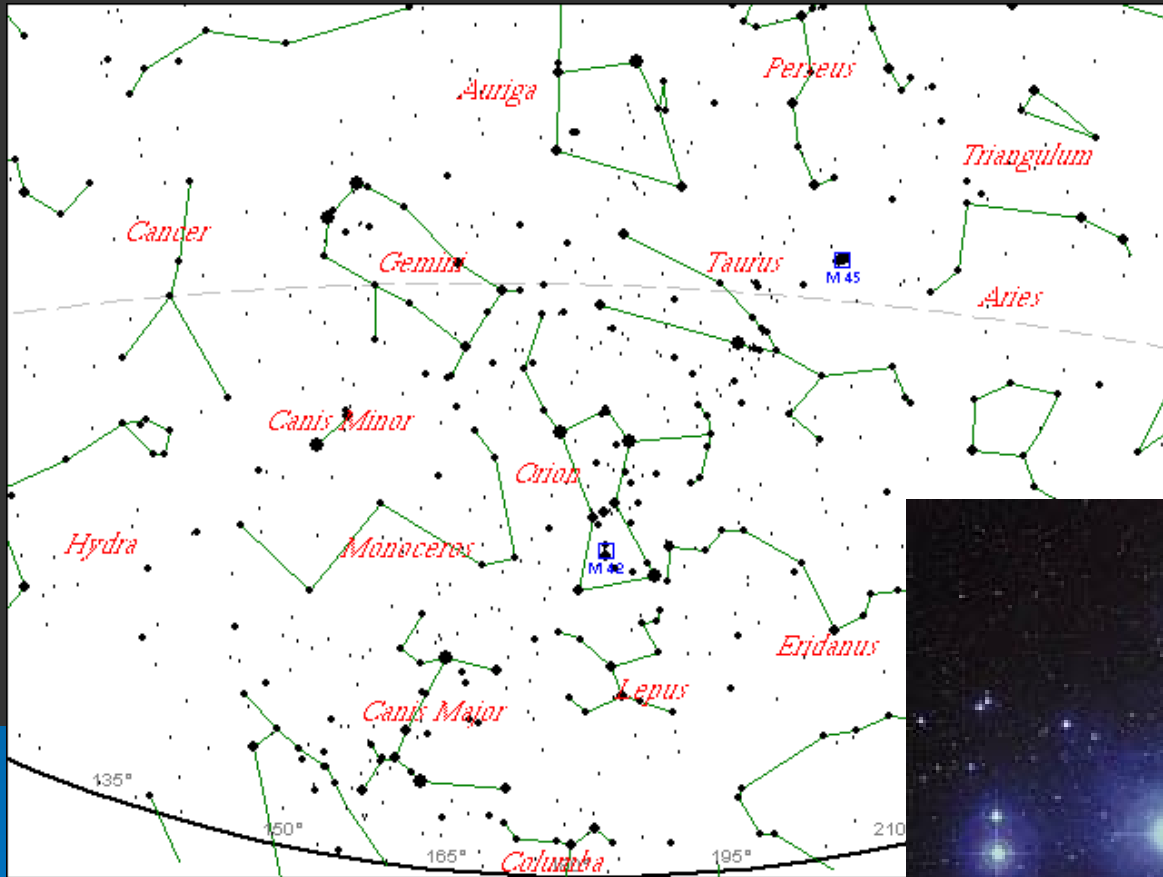 Perseus
Auriga
Triangulum
Cancer
Gemini
Taurus
M 45
Aries
Canis Minor
Orion
Hydra
Monoceros
M 42
Eridanus
Lepus
Canis Major
135°
150°
165°
Columba
195°
210